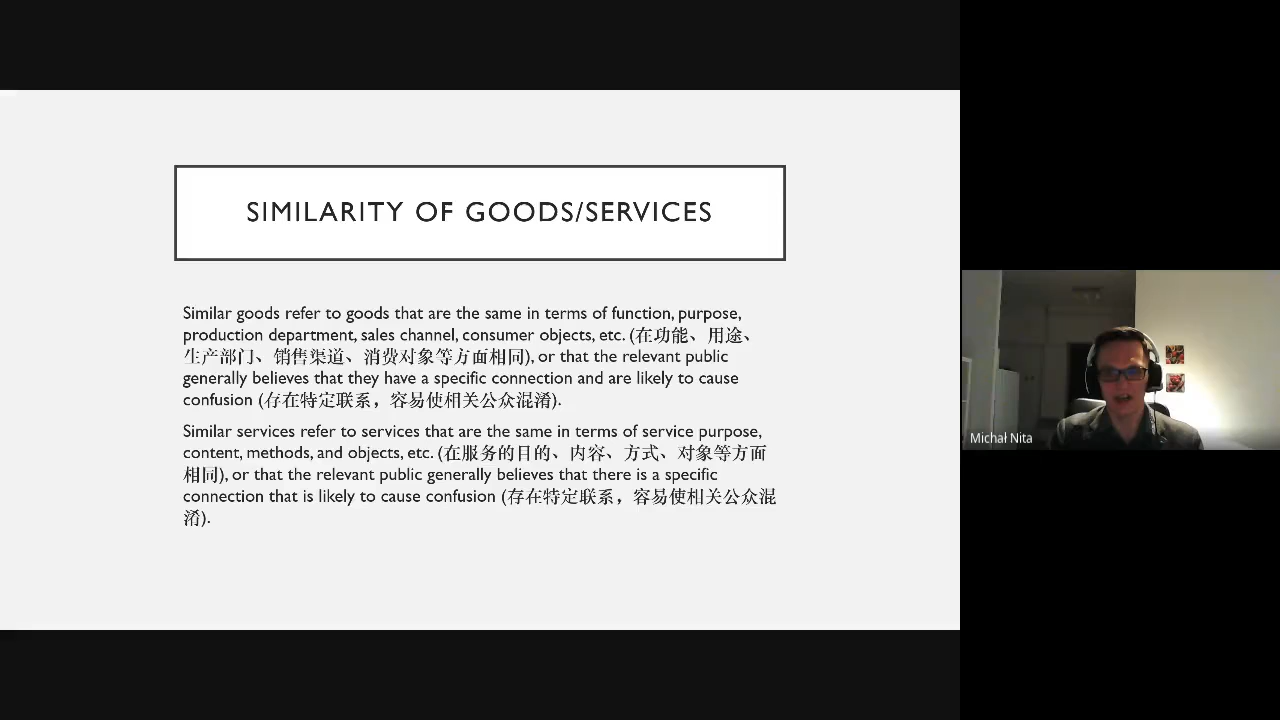 SIMILARITY OF GOODS/SERVICES
Similar goods refer to goods that are the same in terms of function, purpose,
production department, sales channel, consumer objects, etc. (在功能、用途、
生产部门、销售渠道、消费对象等方面相同), or that the relevant public
generally believes that they have a specific connection and are likely to cause
confusion (存在特定联系，容易使相关公众混淆).
Similar services refer to services that are the same in terms of service purpose,
content, methods, and objects, etc. (在服务的目的、内容、方式、对象等方面
相同), or that the relevant public generally believes that there is a specific
connection that is likely to cause confusion (存在特定联系，容易使相关公众混
淆).
Michał Nita